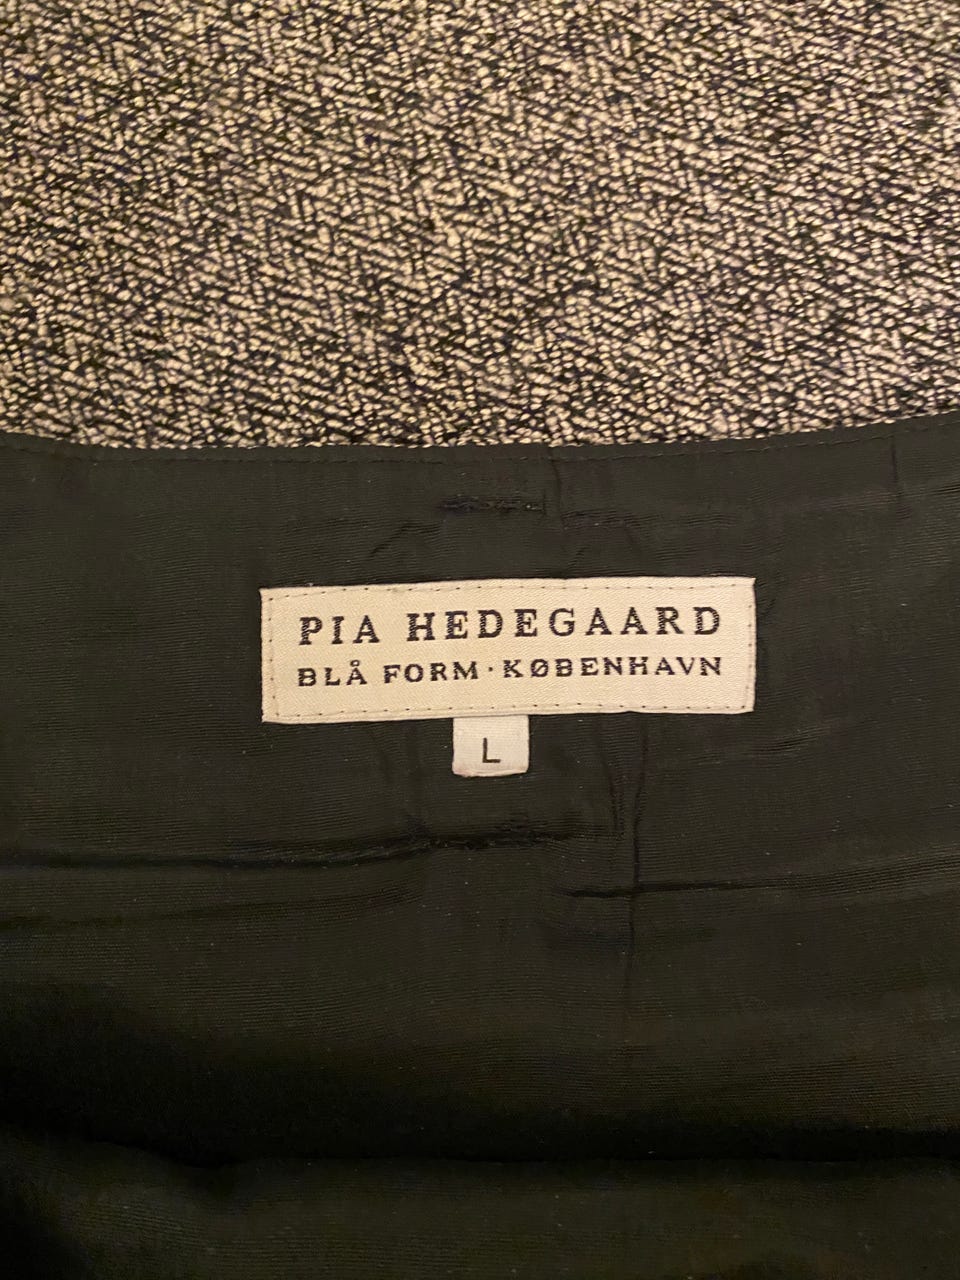 PIA HEDEGAARD
BLÅ FORM · KØBENHAVN
L